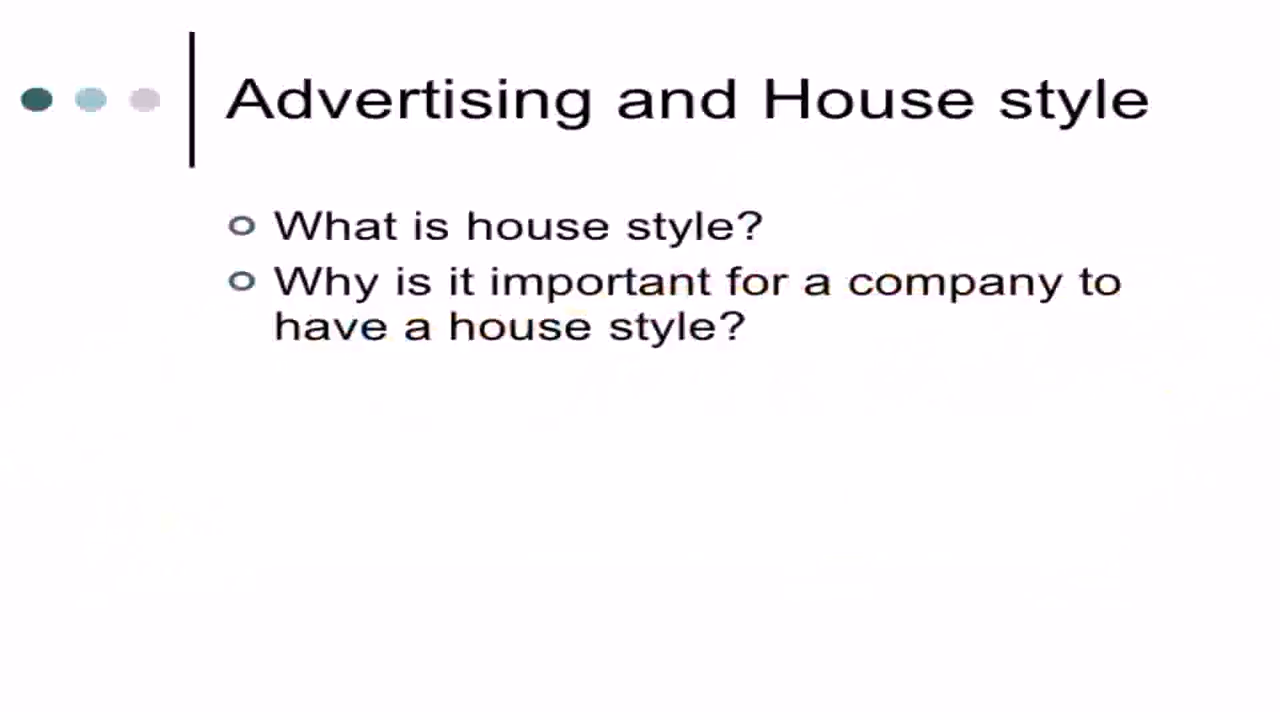 Advertising and House style
What is house style?
Why is it important for a company to
have a house style?